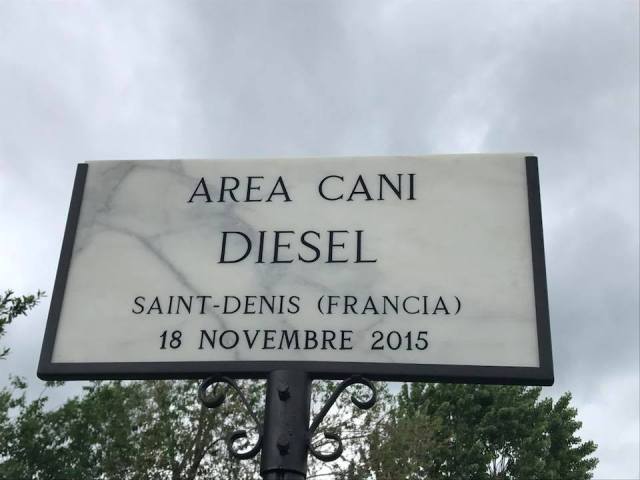 AREA CANI
DIESEL
SAINT-DENIS (FRANCIA)
18 NOVEMBRE 2015